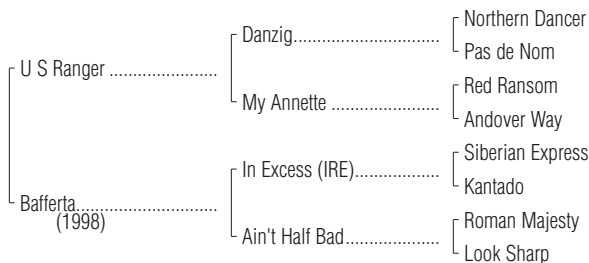 Northern Dancer
Danzig
Pas de Nom
U S Ranger
Red Ransom
My Annette
Andover Way
Siberian Express
In Excess (IRE)
Kantado
Bafferta
(1998)
Roman Majesty
Ain't Half Bad
Look Sharp